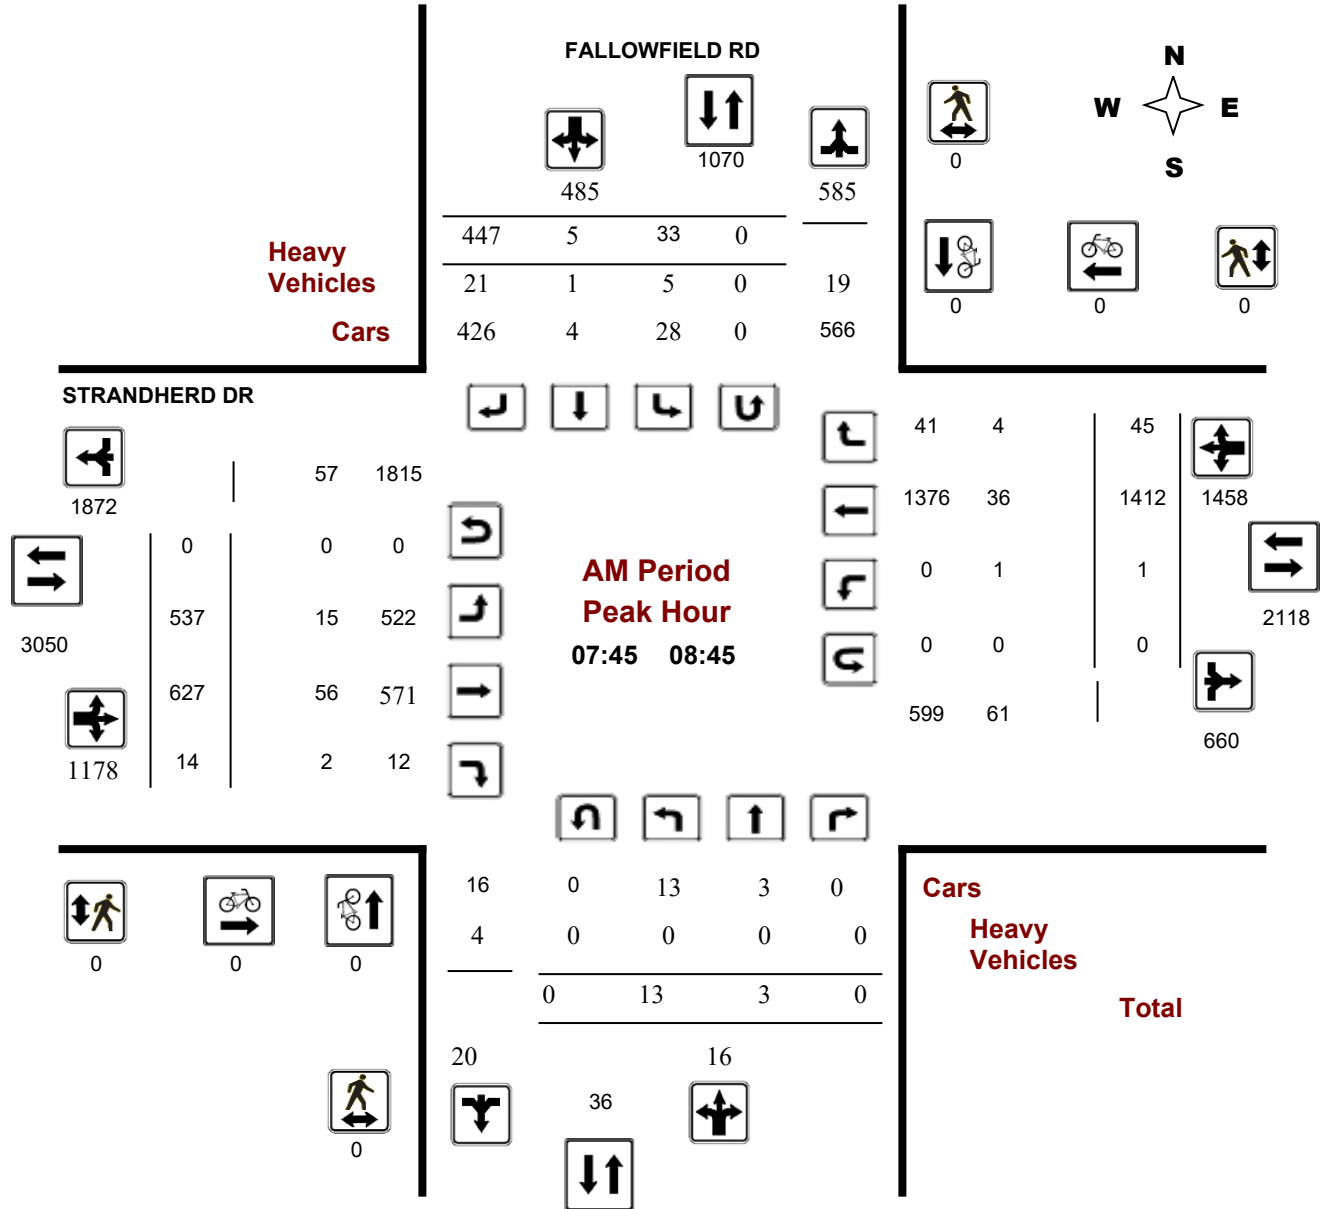 FALLOWFIELD RD
N
W E
S
1070
0
485 585
447 5 33 0
Heavy
Vehicles 21 1 5 0 19
0 0 0
Cars 426 4 28 0 566
STRANDHERD DR
41 4 45
57 1815
1872
1376 36 1412 1458
0 0 0
AM Period
0 1 1
Peak Hour
537 15 522
2118
3050
07:45 08:45
0 0 0
627 56 571
599 61
660
1178 14 2 12
16 0 13 3 0
Cars
4 0 0 0 0
Heavy
Vehicles
0 0 0
0 13 3 0
Total
20 16
36
0